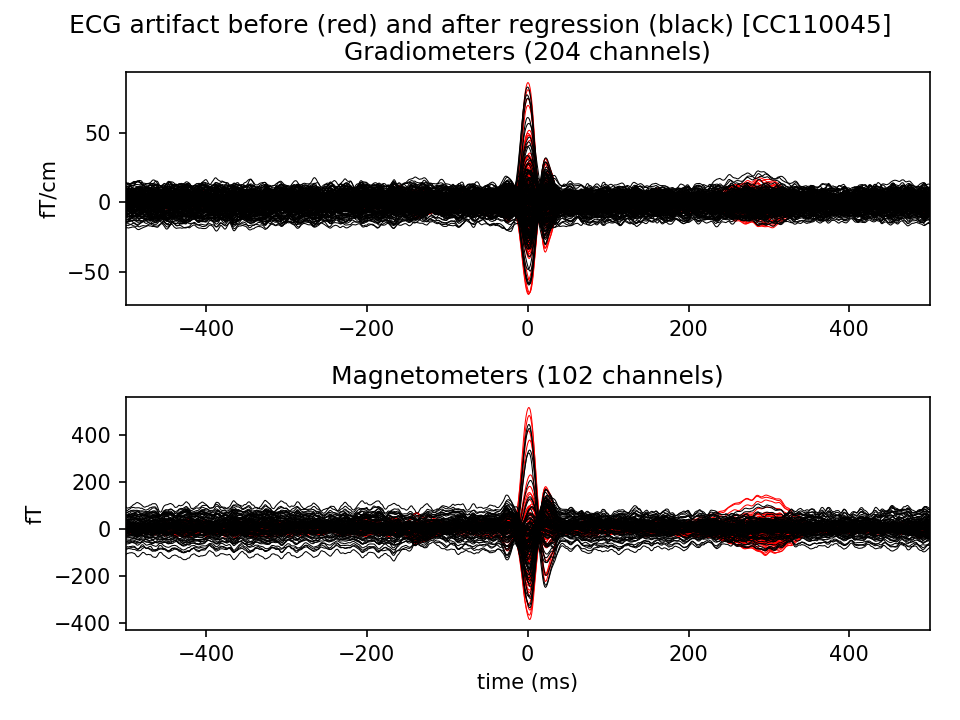 ECG artifact before (red) and after regression (black) [CC110045]
Gradiometers (204 channels)
50
0
−50
fT/cm
−400 −200 0 200 400
Magnetometers (102 channels)
400
200
0
−200
−400
fT
−400 −200 0 200 400
time (ms)